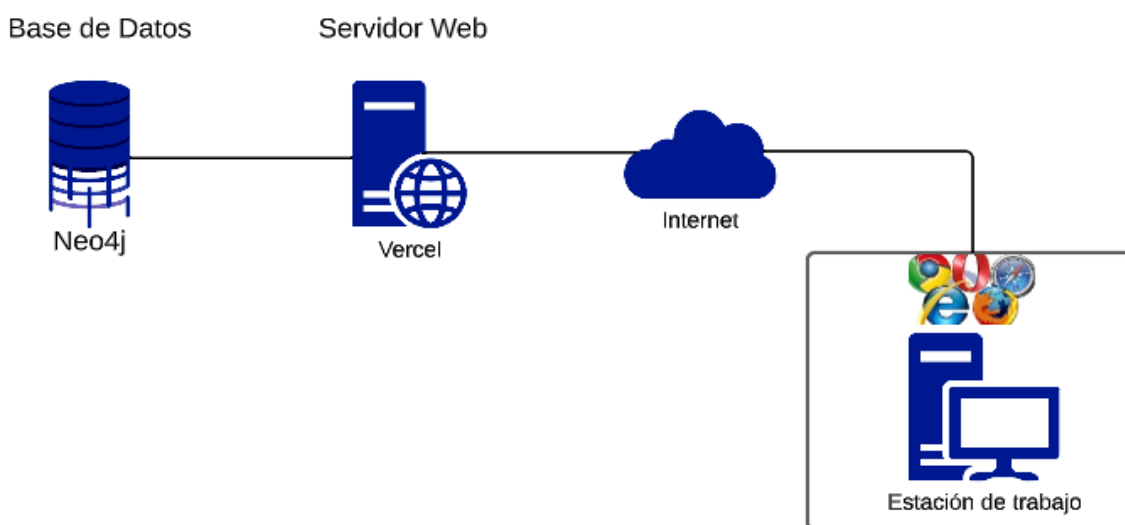 Base de Datos
Servidor Web
Neo4j
Vercel
Internet
Estación de trabajo